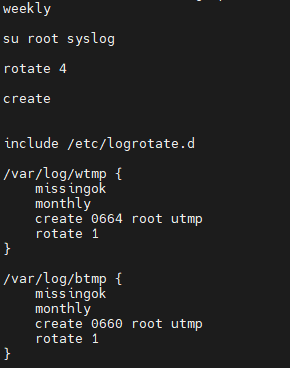 weekly
su root syslog
rotate 4
create
include /etc/logrotate.d
/var/log/wtmp {
    missingok
    monthly
    create 0664 root utmp
    rotate 1
}
/var/log/btmp {
    missingok
    monthly
    create 0660 root utmp
    rotate 1
}